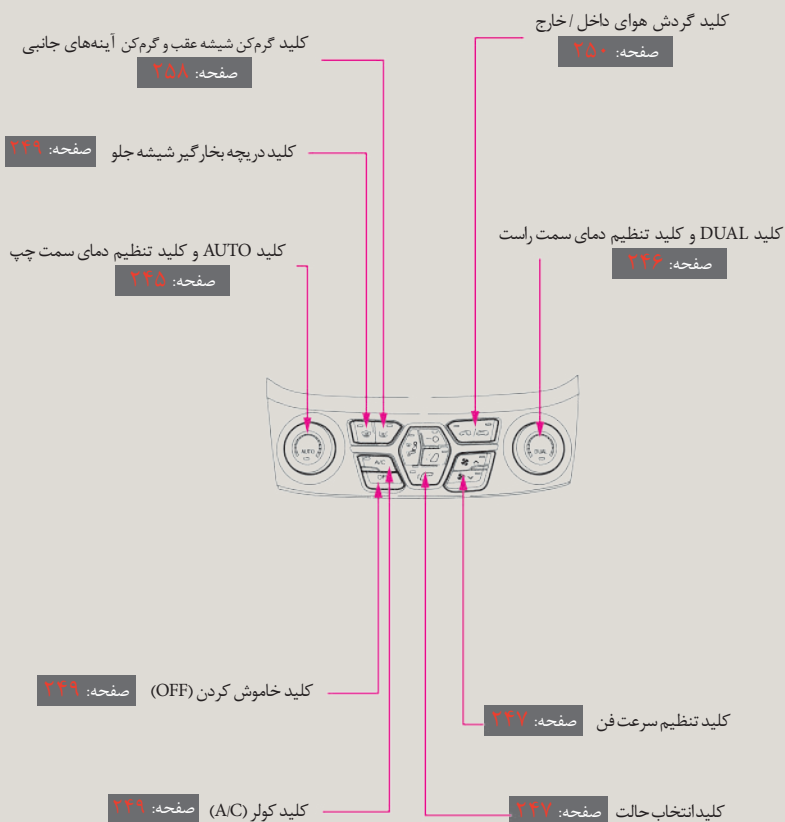 کلید گردش هوای داخل / خارج
صفحه: ۲۵۰
کلید گرم‌کن شیشه عقب و گرم‌کن آینه‌های جانبی
صفحه: ۲۵۸
کلید دریچه بخار گیر شیشه جلو صفحه: ۲۴۹
کلید DUAL و کلید تنظیم دمای سمت راست
صفحه: ۲۴۶
کلید AUTO و کلید تنظیم دمای سمت چپ
صفحه: ۲۴۵
AUTO
A/C
OFF
DUAL
کلید خاموش کردن (OFF) صفحه: ۲۴۹
کلید تنظیم سرعت فن صفحه: ۲۴۷
کلید کولر (A/C) صفحه: ۲۴۹
کلید انتخاب حالت صفحه: ۲۴۷